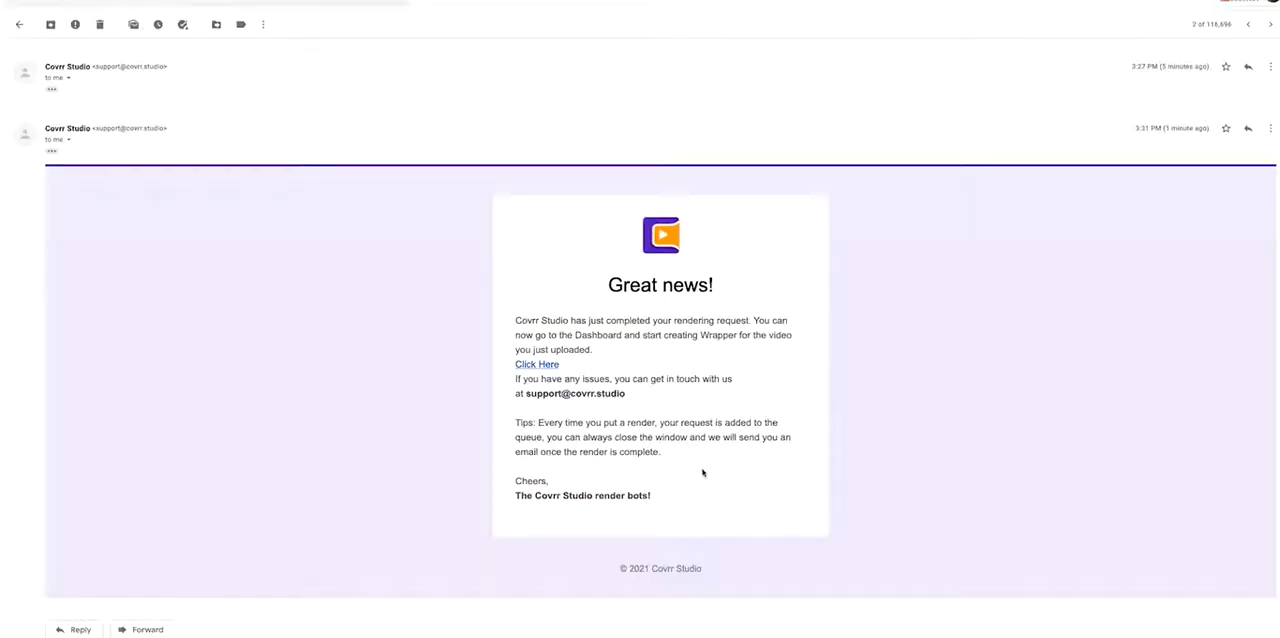 2 of 116,696
Covrr Studio <support@covrr.studio>
3:27 PM (5 minutes ago)
to me
Covrr Studio <support@covrr.studio>
3:31 PM (1 minute ago)
to me
Great news!
Covrr Studio has just completed your rendering request. You can
now go to the Dashboard and start creating Wrapper for the video
you just uploaded.
Click Here
If you have any issues, you can get in touch with us
at support@covrr.studio
Tips: Every time you put a render, your request is added to the
queue, you can always close the window and we will send you an
email once the render is complete.
Cheers,
The Covrr Studio render bots!
© 2021 Covrr Studio
Reply
Forward